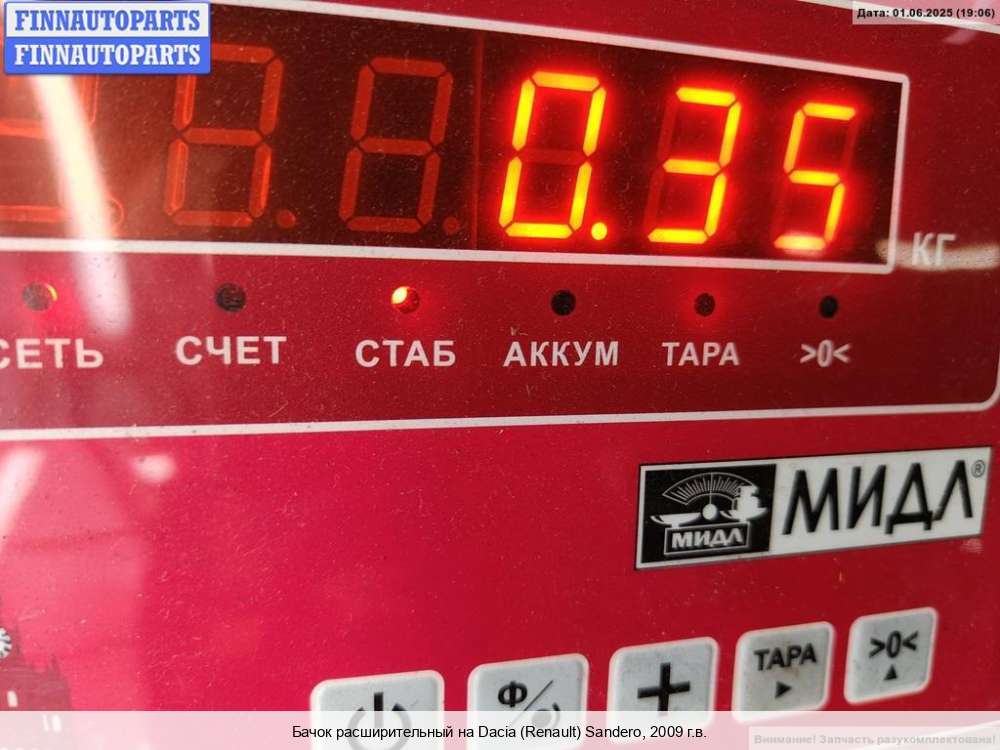 FINNAUTOPARTS
FINNAUTOPARTS
Дата: 01.06.2025 (19:06)
0.35
КГ
СЕТЬ СЧЕТ СТАБ АККУМ ТАРА >0<
МИДЛ МИДЛ®
Ф + ТАРА >0<
Бачок расширительный на Dacia (Renault) Sandero, 2009 г.в.
Внимание! Запчасть разукомплектована!